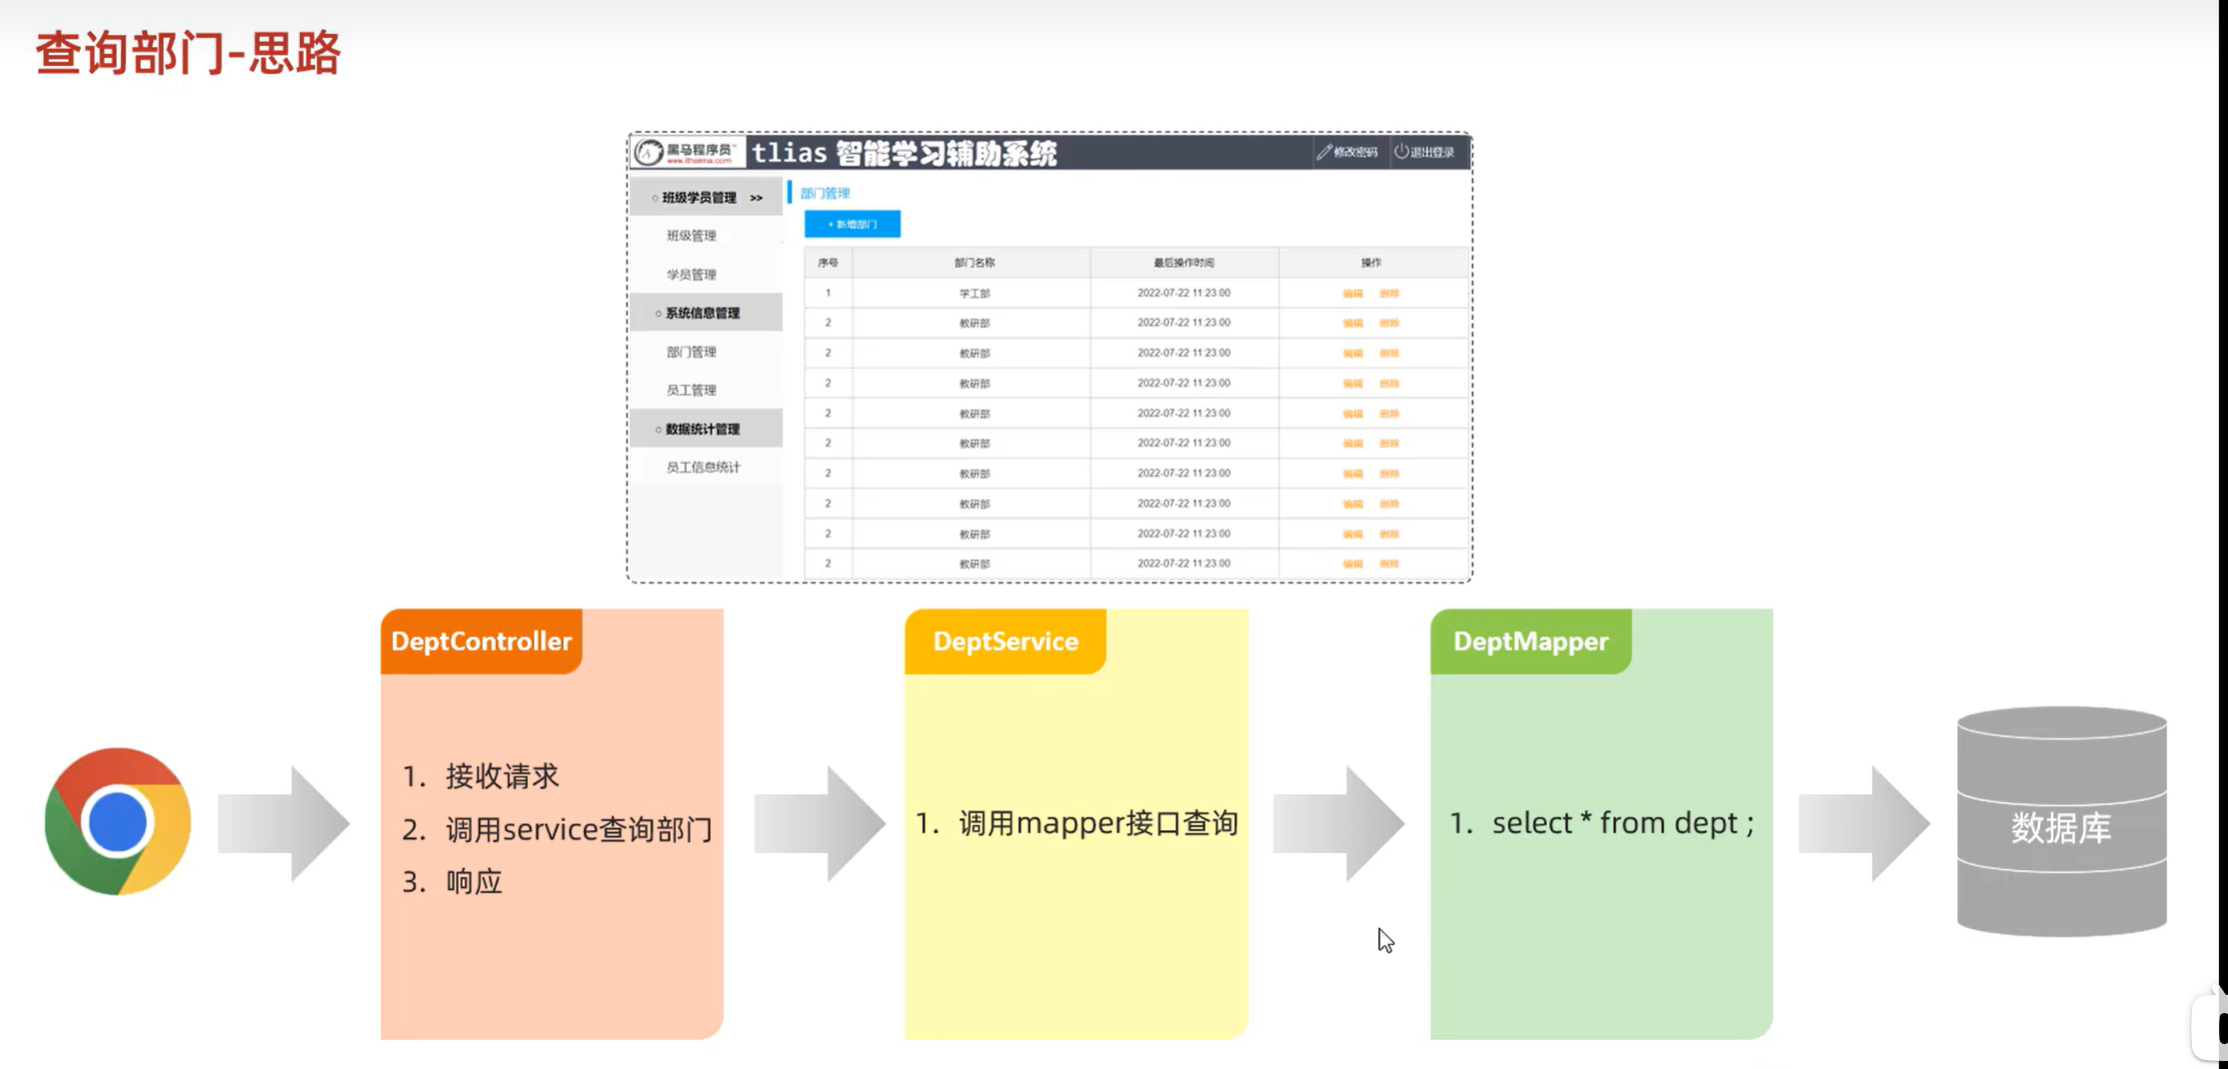 查询部门-思路
黑马程序员
www.itheima.com
tlias 智能学习辅助系统
修改密码
退出登录
班级学员管理 >>
班级管理
学员管理
系统信息管理
部门管理
员工管理
数据统计管理
员工信息统计
部门管理
+ 新增部门
序号 部门名称 最后操作时间 操作
1 学工部 2022-07-22 11:23:00 编辑 删除
2 教研部 2022-07-22 11:23:00 编辑 删除
2 教研部 2022-07-22 11:23:00 编辑 删除
2 教研部 2022-07-22 11:23:00 编辑 删除
2 教研部 2022-07-22 11:23:00 编辑 删除
2 教研部 2022-07-22 11:23:00 编辑 删除
2 教研部 2022-07-22 11:23:00 编辑 删除
2 教研部 2022-07-22 11:23:00 编辑 删除
2 教研部 2022-07-22 11:23:00 编辑 删除
2 教研部 2022-07-22 11:23:00 编辑 删除
DeptController
1. 接收请求
2. 调用service查询部门
3. 响应
DeptService
1. 调用mapper接口查询
DeptMapper
1. select * from dept ;
数据库